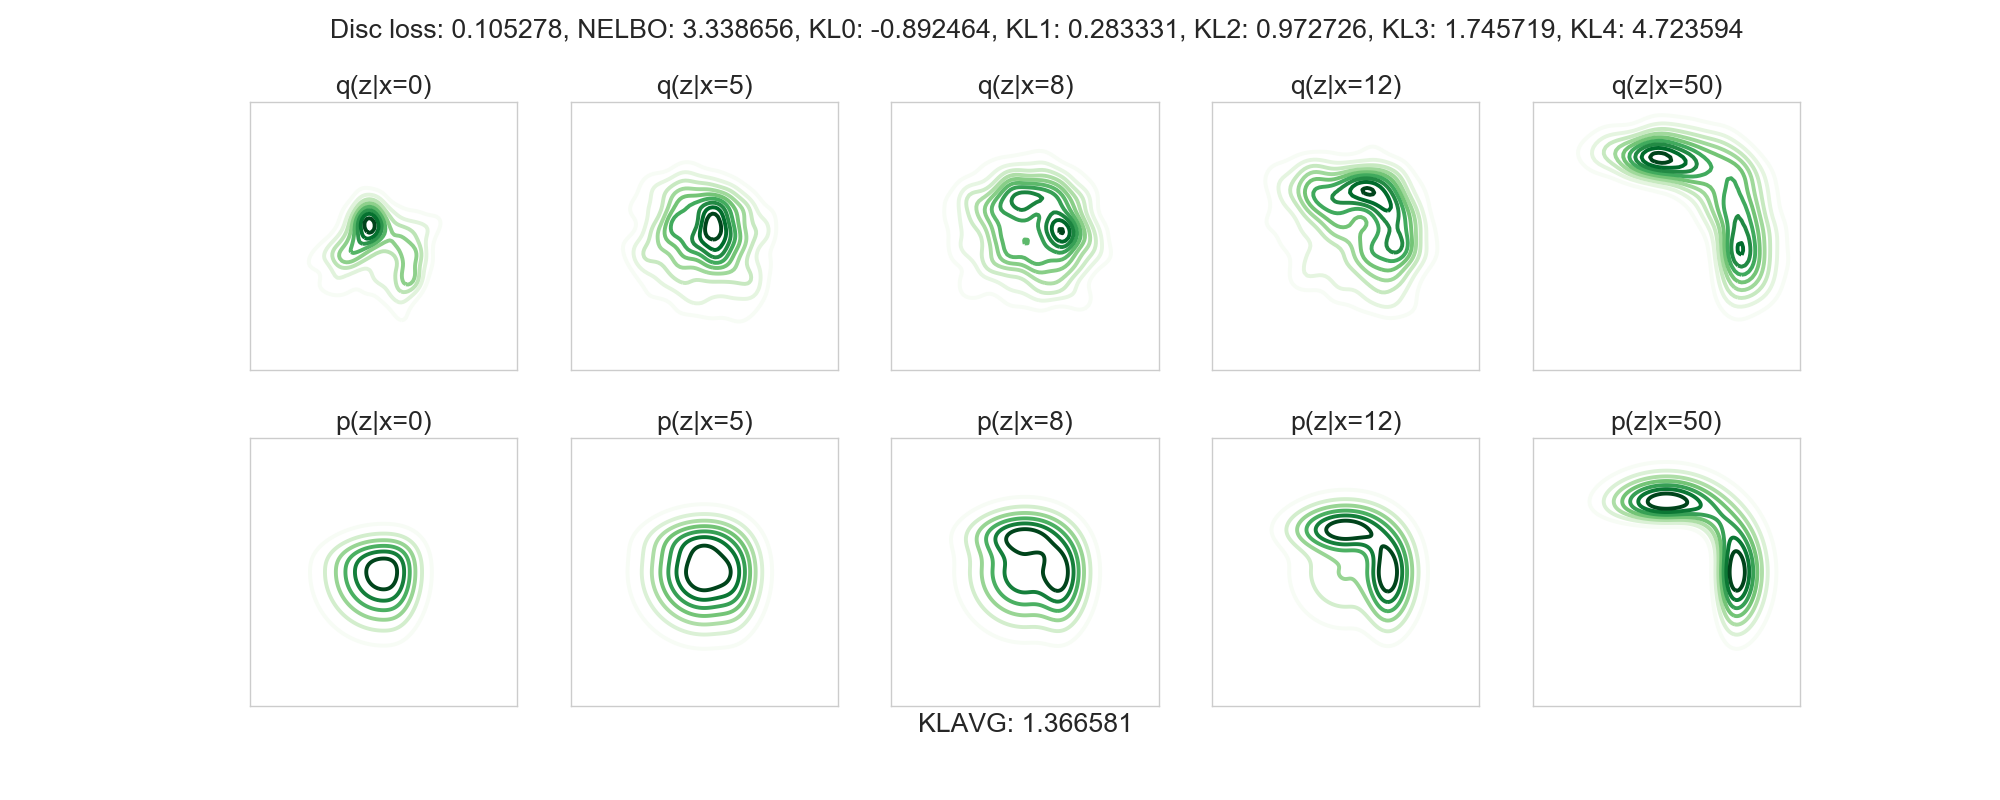 Disc loss: 0.105278, NELBO: 3.338656, KL0: -0.892464, KL1: 0.283331, KL2: 0.972726, KL3: 1.745719, KL4: 4.723594
q(z|x=0) q(z|x=5) q(z|x=8) q(z|x=12) q(z|x=50)
p(z|x=0) p(z|x=5) p(z|x=8) p(z|x=12) p(z|x=50)
KLAVG: 1.366581